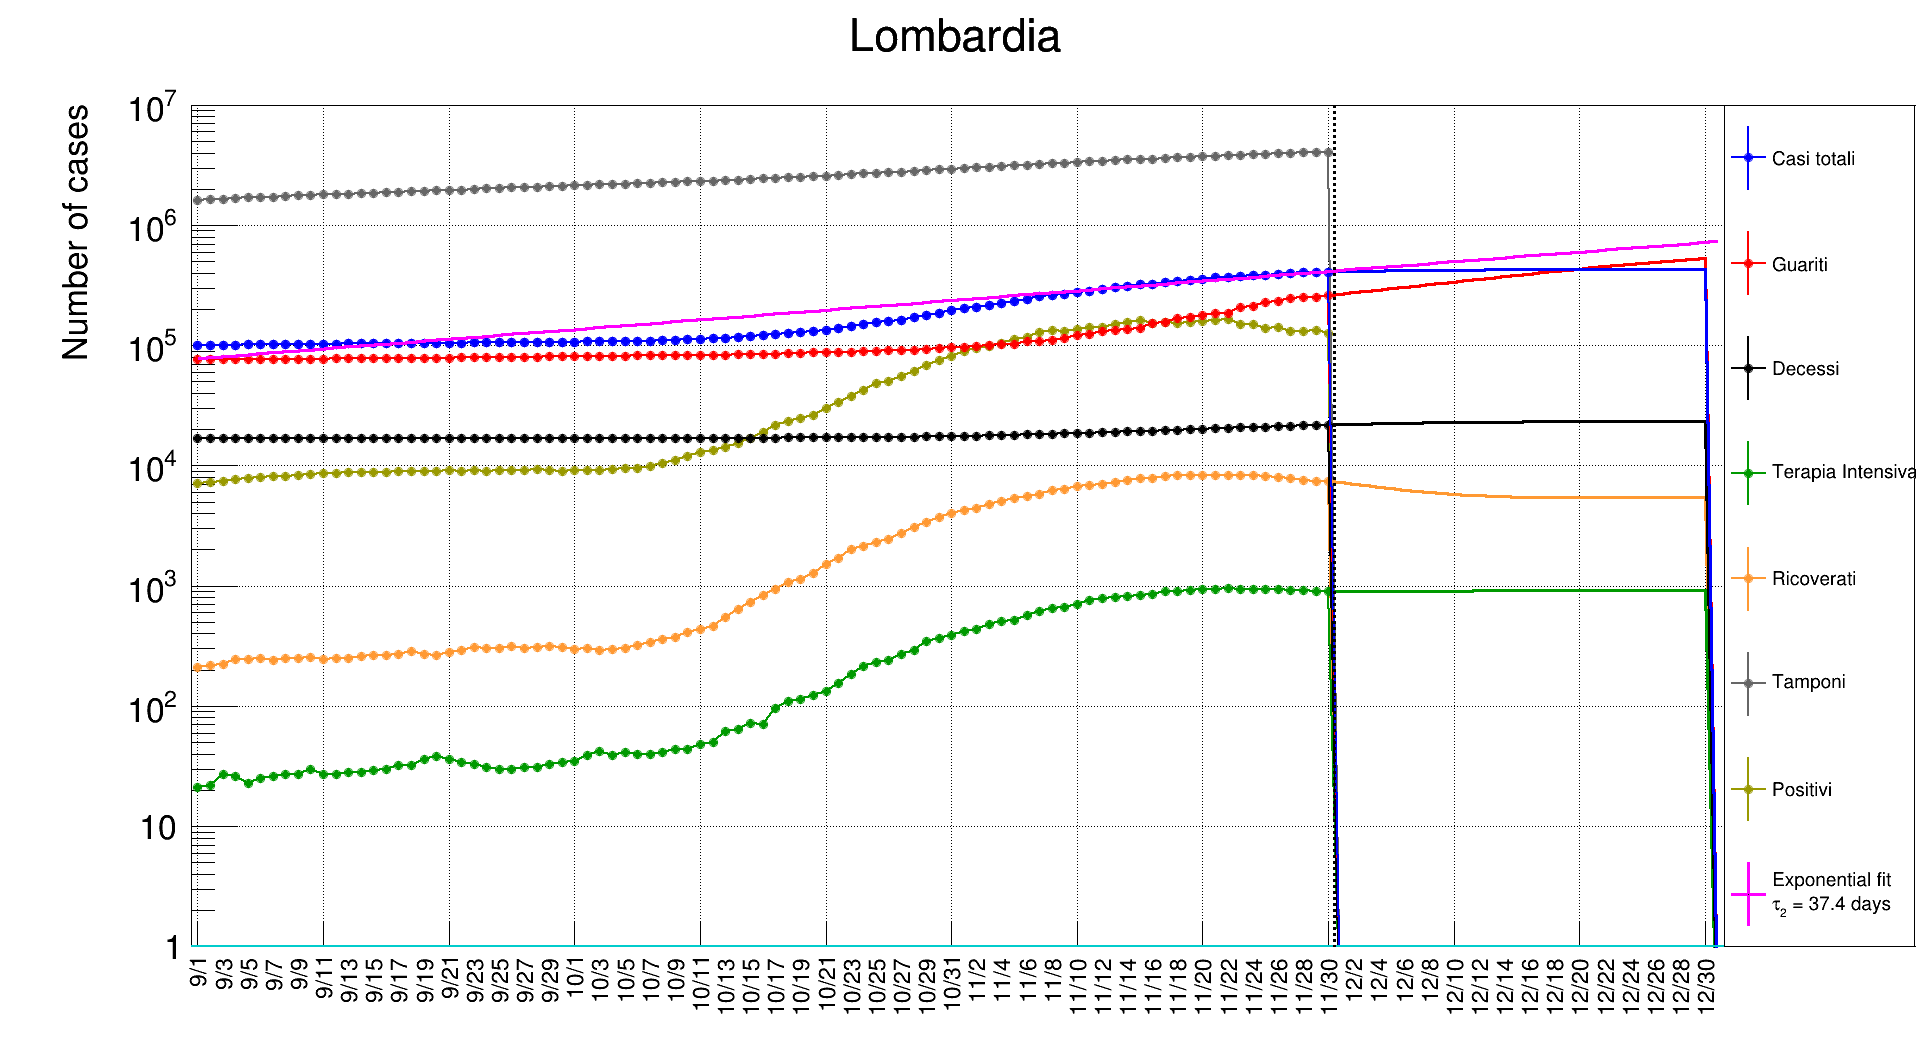 Lombardia
Number of cases
10^7
10^6
10^5
10^4
10^3
10^2
10
1
9/1 9/3 9/5 9/7 9/9 9/11 9/13 9/15 9/17 9/19 9/21 9/23 9/25 9/27 9/29 10/1 10/3 10/5 10/7 10/9 10/11 10/13 10/15 10/17 10/19 10/21 10/23 10/25 10/27 10/29 10/31 11/2 11/4 11/6 11/8 11/10 11/12 11/14 11/16 11/18 11/20 11/22 11/24 11/26 11/28 11/30 12/2 12/4 12/6 12/8 12/10 12/12 12/14 12/16 12/18 12/20 12/22 12/24 12/26 12/28 12/30
Casi totali
Guariti
Decessi
Terapia Intensiva
Ricoverati
Tamponi
Positivi
Exponential fit
τ_2 = 37.4 days